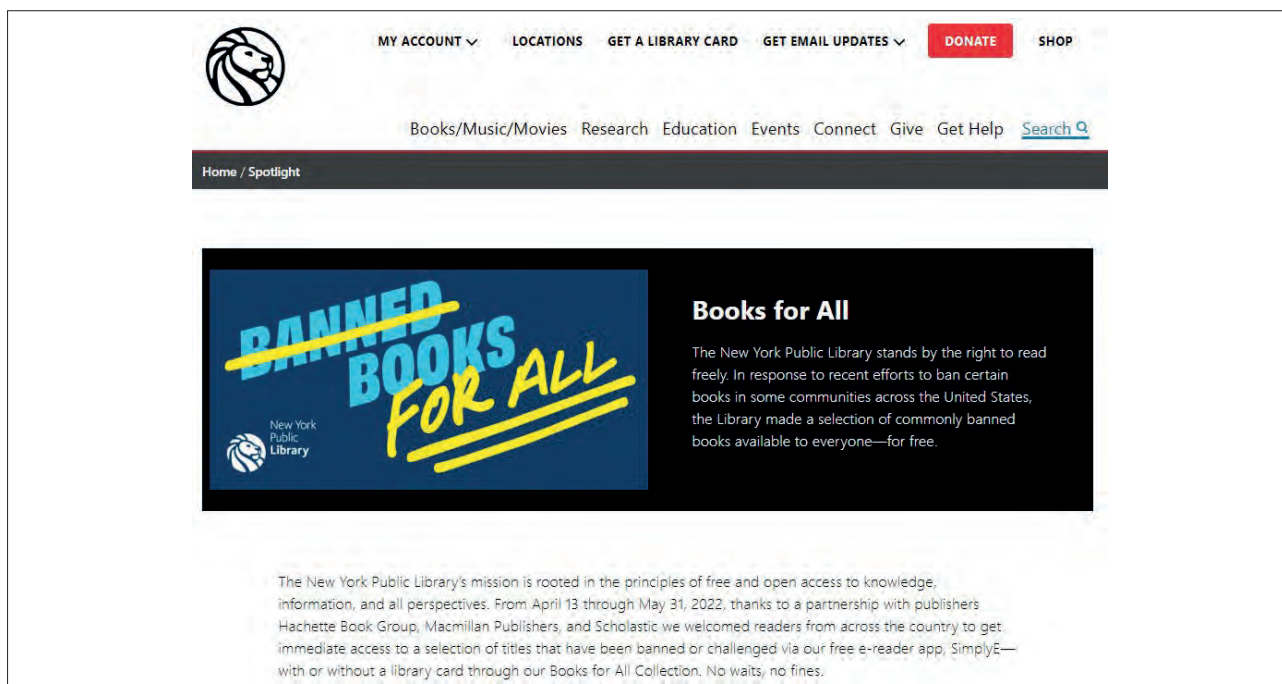 MY ACCOUNT LOCATIONS GET A LIBRARY CARD GET EMAIL UPDATES DONATE SHOP
Books/Music/Movies Research Education Events Connect Give Get Help Search
Home / Spotlight
BANNED
BOOKS
FOR ALL
New York
Public
Library
Books for All
The New York Public Library stands by the right to read
freely. In response to recent efforts to ban certain
books in some communities across the United States,
the Library made a selection of commonly banned
books available to everyone—for free.
The New York Public Library's mission is rooted in the principles of free and open access to knowledge,
information, and all perspectives. From April 13 through May 31, 2022, thanks to a partnership with publishers
Hachette Book Group, Macmillan Publishers, and Scholastic we welcomed readers from across the country to get
immediate access to a selection of titles that have been banned or challenged via our free e-reader app, SimplyE—
with or without a library card through our Books for All Collection. No waits, no fines.